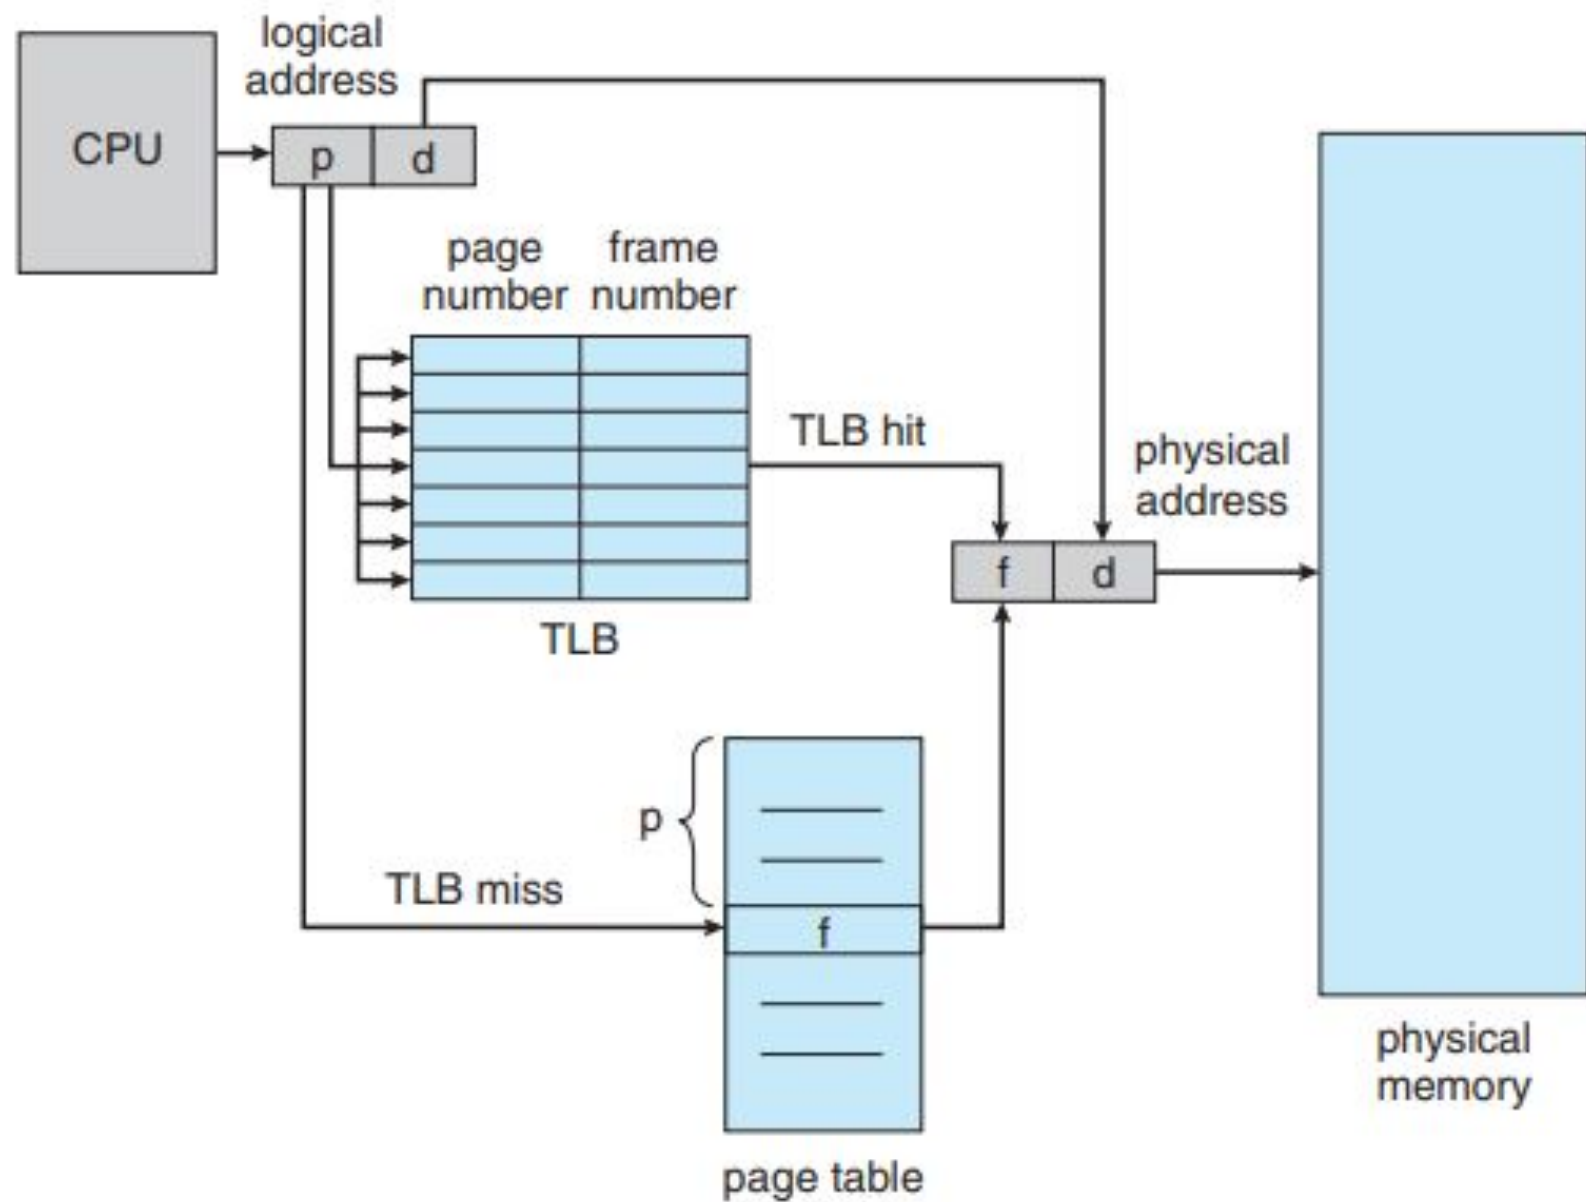 logical
address
CPU
p
d
page
number
frame
number
TLB hit
physical
address
f
d
TLB
p
TLB miss
f
page table
physical
memory